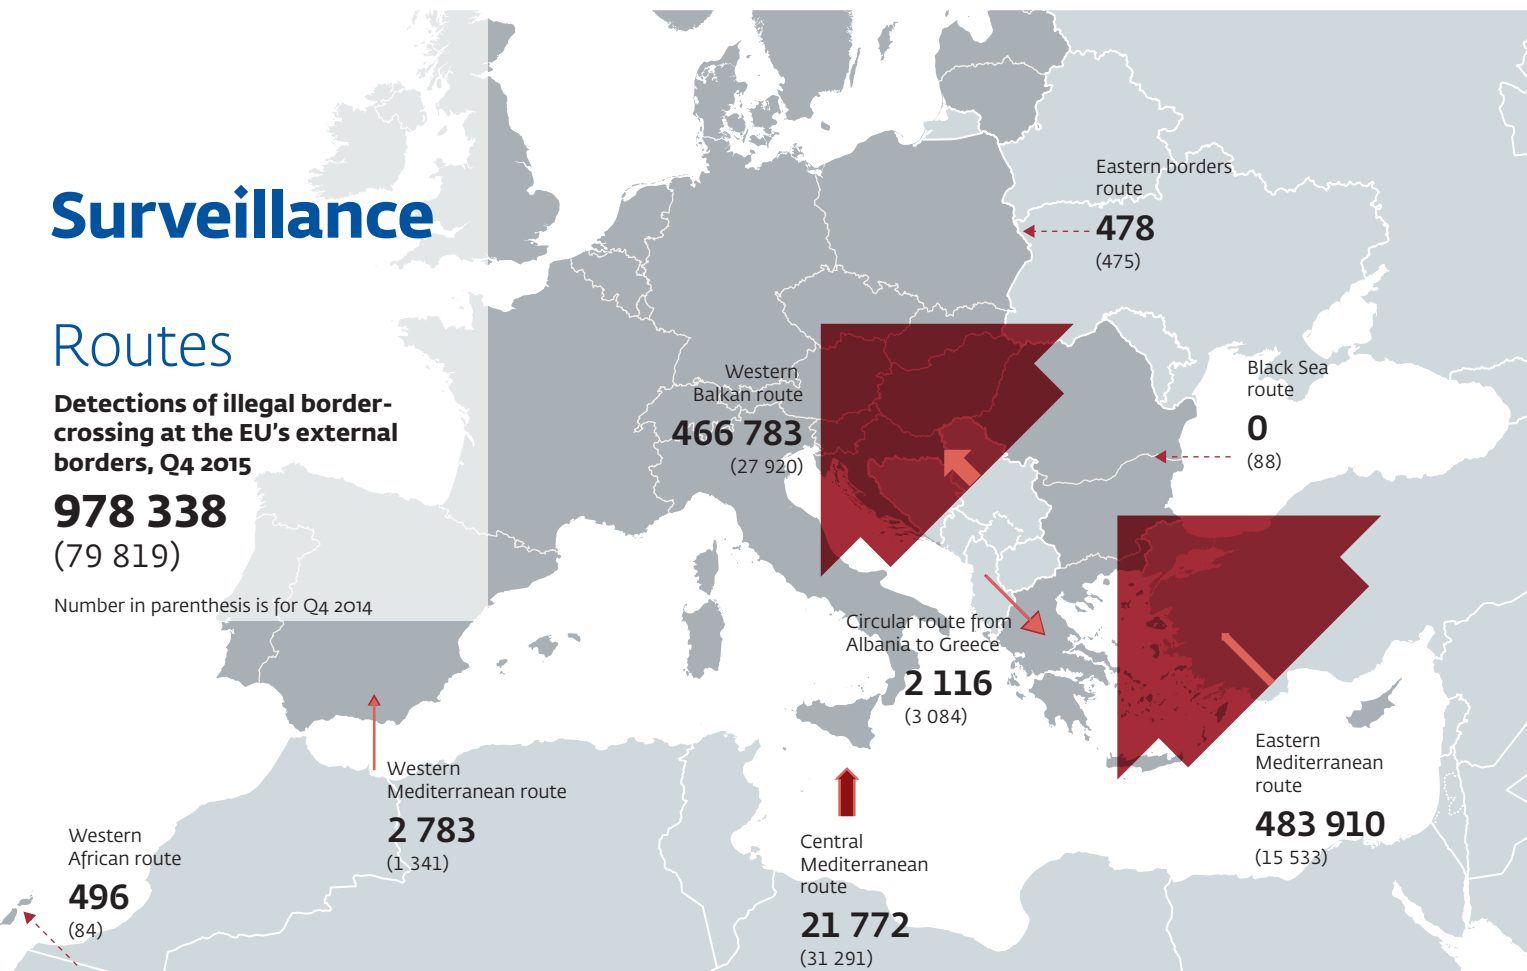 Surveillance
Routes
Detections of illegal border-
crossing at the EU's external
borders, Q4 2015
978 338
(79 819)
Number in parenthesis is for Q4 2014
Eastern borders
route
478
(475)
Black Sea
route
0
(88)
Western
Balkan route
466 783
(27 920)
Circular route from
Albania to Greece
2 116
(3 084)
Eastern
Mediterranean
route
483 910
(15 533)
Western
Mediterranean route
2 783
(1 341)
Central
Mediterranean
route
21 772
(31 291)
Western
African route
496
(84)